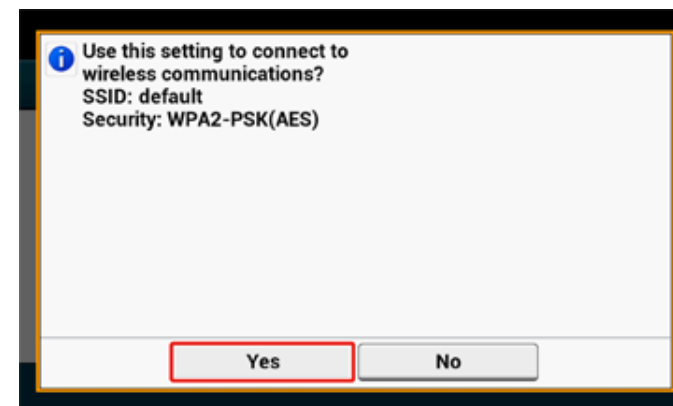 Use this setting to connect to
wireless communications?
SSID: default
Security: WPA2-PSK(AES)
Yes
No